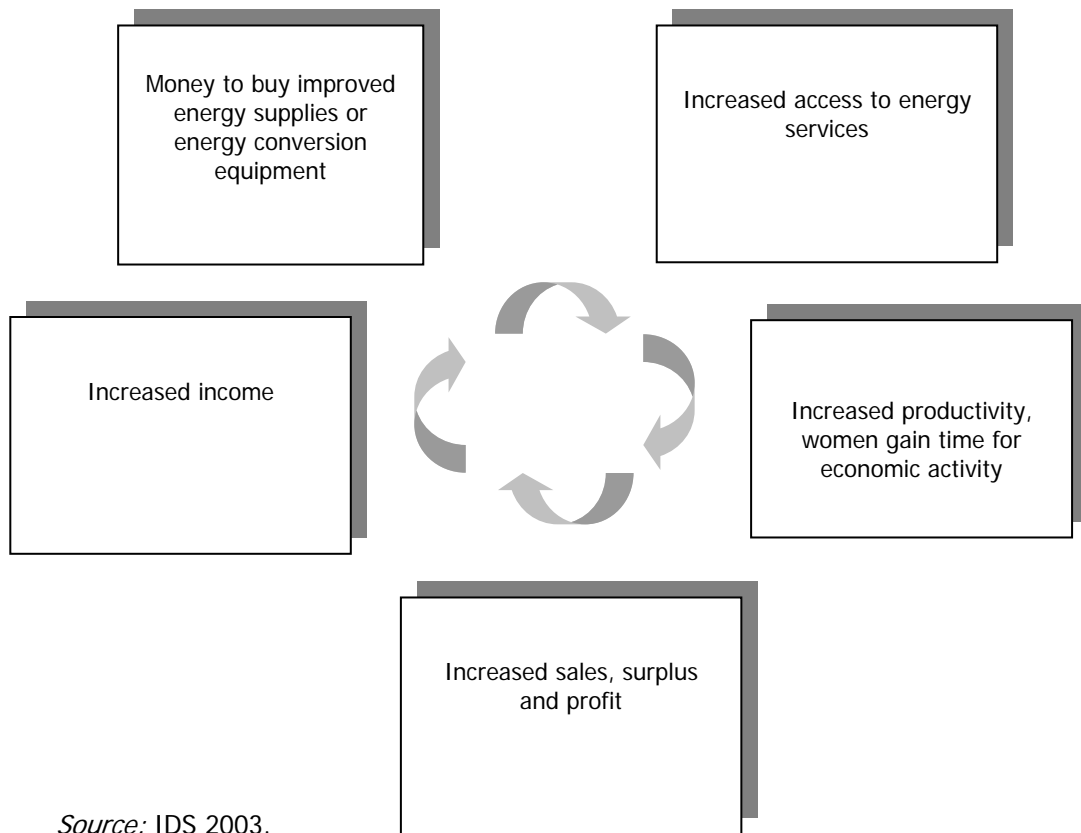 Money to buy improved
energy supplies or
energy conversion
equipment
Increased access to energy
services
Increased income
Increased productivity,
women gain time for
economic activity
Increased sales, surplus
and profit
Source: IDS 2003.